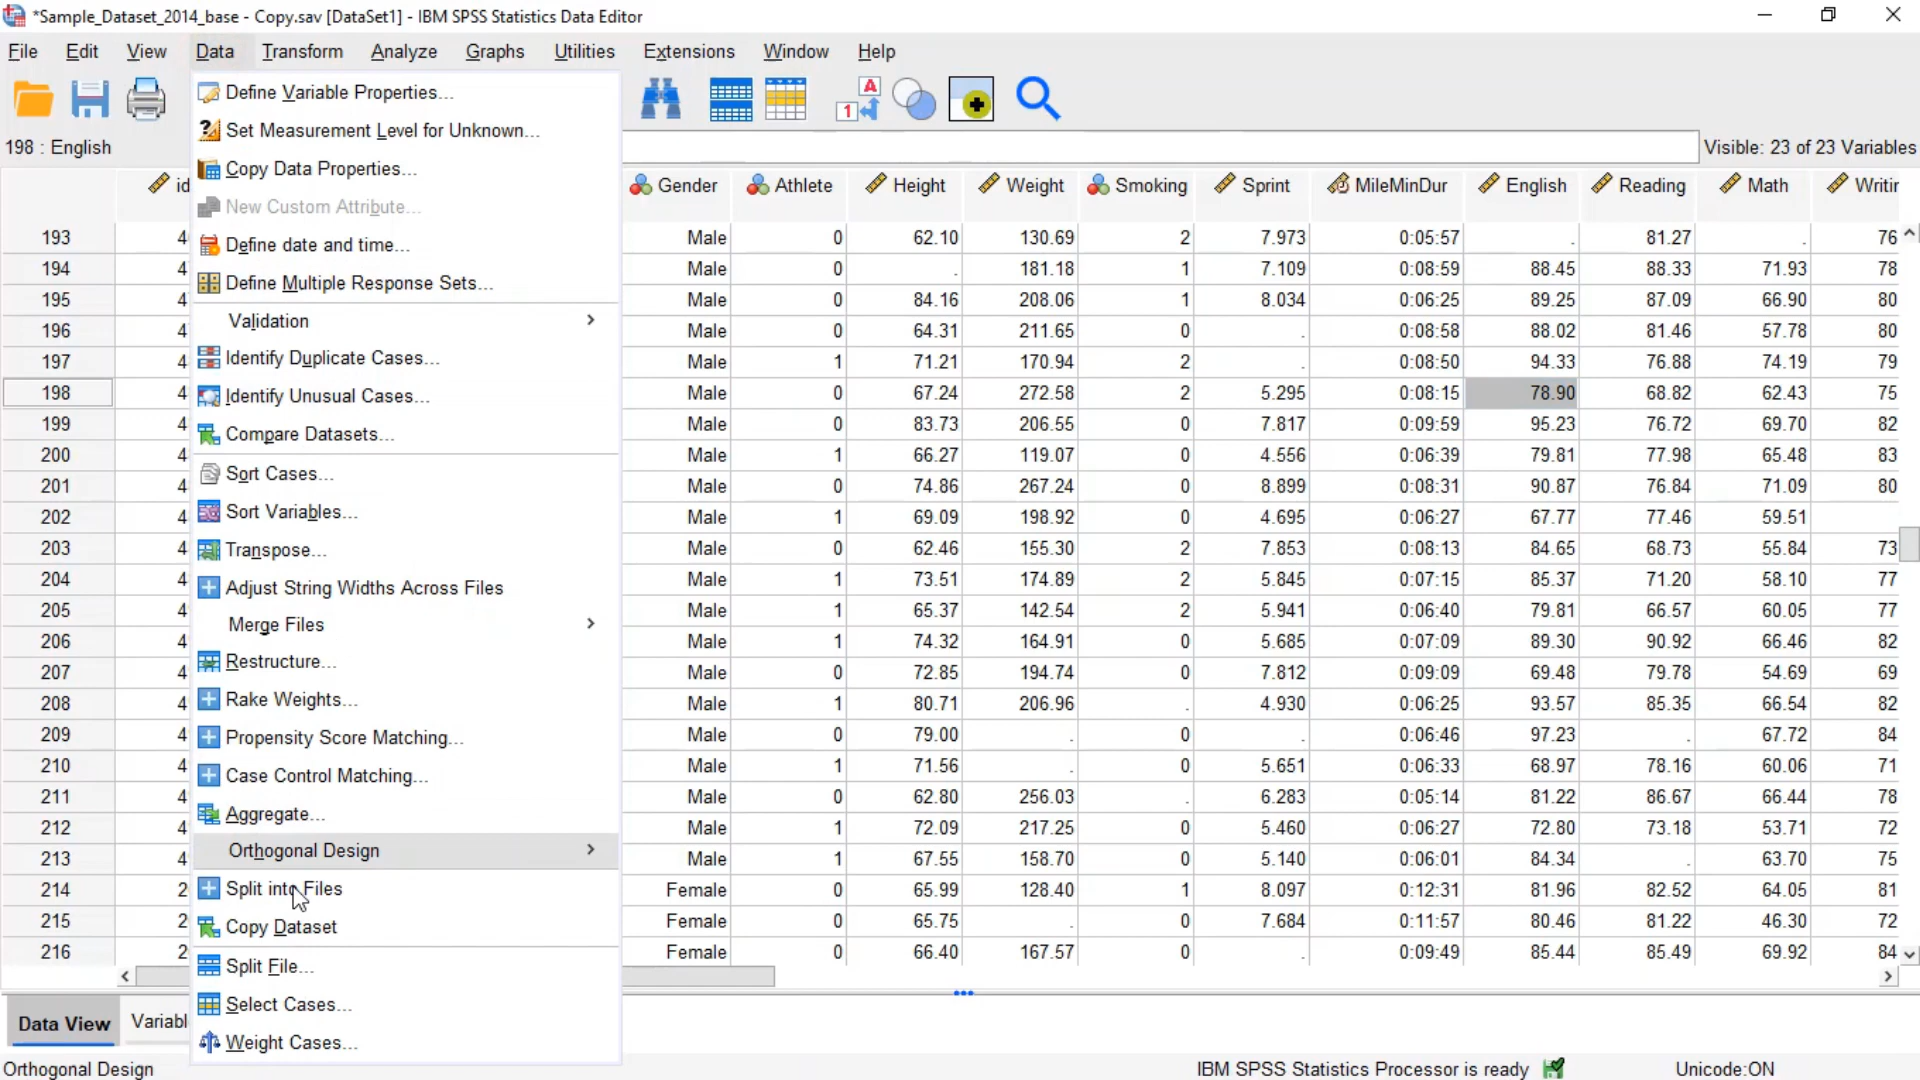 *Sample_Dataset_2014_base - Copy.sav [DataSet1] - IBM SPSS Statistics Data Editor
File Edit View Data Transform Analyze Graphs Utilities Extensions Window Help
198 : English
Visible: 23 of 23 Variables
Define Variable Properties...
Set Measurement Level for Unknown...
Copy Data Properties...
New Custom Attribute...
Define date and time...
Define Multiple Response Sets...
Validation
Identify Duplicate Cases...
Identify Unusual Cases...
Compare Datasets...
Sort Cases...
Sort Variables...
Transpose...
Adjust String Widths Across Files
Merge Files
Restructure...
Rake Weights...
Propensity Score Matching...
Case Control Matching...
Aggregate...
Orthogonal Design
Split into Files
Copy Dataset
Split File...
Select Cases...
Weight Cases...
id Gender Athlete Height Weight Smoking Sprint MileMinDur English Reading Math Writin
193 4 Male 0 62.10 130.69 2 7.973 0:05:57 . 81.27 . 76
194 4 Male 0 . 181.18 1 7.109 0:08:59 88.45 88.33 71.93 78
195 4 Male 0 84.16 208.06 1 8.034 0:06:25 89.25 87.09 66.90 80
196 4 Male 0 64.31 211.65 0 . 0:08:58 88.02 81.46 57.78 80
197 4 Male 1 71.21 170.94 2 . 0:08:50 94.33 76.88 74.19 79
198 4 Male 0 67.24 272.58 2 5.295 0:08:15 78.90 68.82 62.43 75
199 4 Male 0 83.73 206.55 0 7.817 0:09:59 95.23 76.72 69.70 82
200 4 Male 1 66.27 119.07 0 4.556 0:06:39 79.81 77.98 65.48 83
201 4 Male 0 74.86 267.24 0 8.899 0:08:31 90.87 76.84 71.09 80
202 4 Male 1 69.09 198.92 0 4.695 0:06:27 67.77 77.46 59.51
203 4 Male 0 62.46 155.30 2 7.853 0:08:13 84.65 68.73 55.84 73
204 4 Male 1 73.51 174.89 2 5.845 0:07:15 85.37 71.20 58.10 77
205 4 Male 1 65.37 142.54 2 5.941 0:06:40 79.81 66.57 60.05 77
206 4 Male 1 74.32 164.91 0 5.685 0:07:09 89.30 90.92 66.46 82
207 4 Male 0 72.85 194.74 0 7.812 0:09:09 69.48 79.78 54.69 69
208 4 Male 1 80.71 206.96 . 4.930 0:06:25 93.57 85.35 66.54 82
209 4 Male 0 79.00 . 0 . 0:06:46 97.23 . 67.72 84
210 4 Male 1 71.56 . 0 5.651 0:06:33 68.97 78.16 60.06 71
211 4 Male 0 62.80 256.03 . 6.283 0:05:14 81.22 86.67 66.44 78
212 4 Male 1 72.09 217.25 0 5.460 0:06:27 72.80 73.18 53.71 72
213 4 Male 1 67.55 158.70 0 5.140 0:06:01 84.34 . 63.70 75
214 2 Female 0 65.99 128.40 1 8.097 0:12:31 81.96 82.52 64.05 81
215 2 Female 0 65.75 . 0 7.684 0:11:57 80.46 81.22 46.30 72
216 2 Female 0 66.40 167.57 0 . 0:09:49 85.44 85.49 69.92 84
Data View Variabl
Orthogonal Design IBM SPSS Statistics Processor is ready Unicode:ON